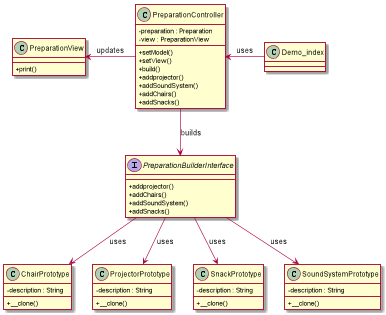 C PreparationController
-preparation : Preparation
-view : PreparationView
+setModel()
+setView()
+build()
+addprojector()
+addSoundSystem()
+addChairs()
+addSnacks()
C PreparationView
+print()
updates
uses
C Demo_index
builds
I PreparationBuilderInterface
+addprojector()
+addChairs()
+addSoundSystem()
+addSnacks()
uses
uses
uses
uses
C ChairPrototype
-description : String
+__clone()
C ProjectorPrototype
-description : String
+__clone()
C SnackPrototype
-description : String
+__clone()
C SoundSystemPrototype
-description : String
+__clone()